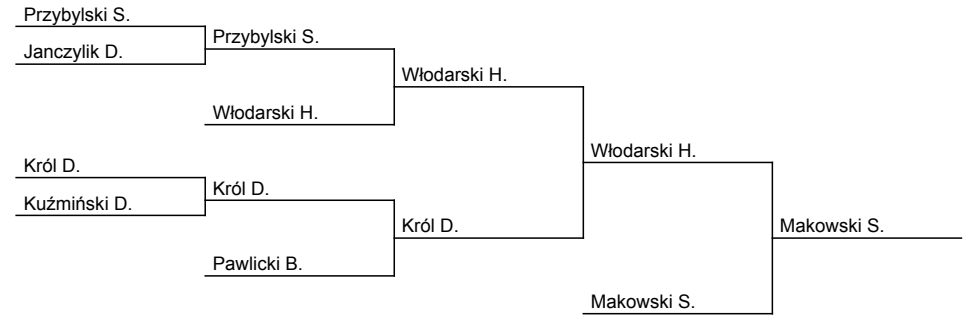 Przybylski S.
Janczylik D.
Przybylski S.
Włodarski H.
Włodarski H.
Król D.
Kuźmiński D.
Król D.
Pawlicki B.
Król D.
Włodarski H.
Makowski S.
Makowski S.